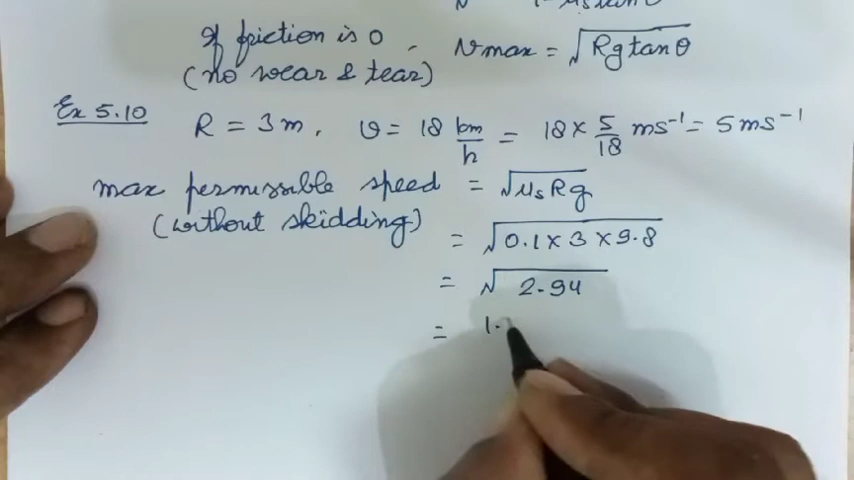 If friction is 0, Vmax = √Rg tan θ
(no wear & tear)
Ex 5.10 R = 3m, v = 18 km/h = 18 × 5/18 ms⁻¹ = 5 ms⁻¹
max permissible speed = √μsRg
(without skidding)
= √0.1 × 3 × 9.8
= √2.94
= 1.